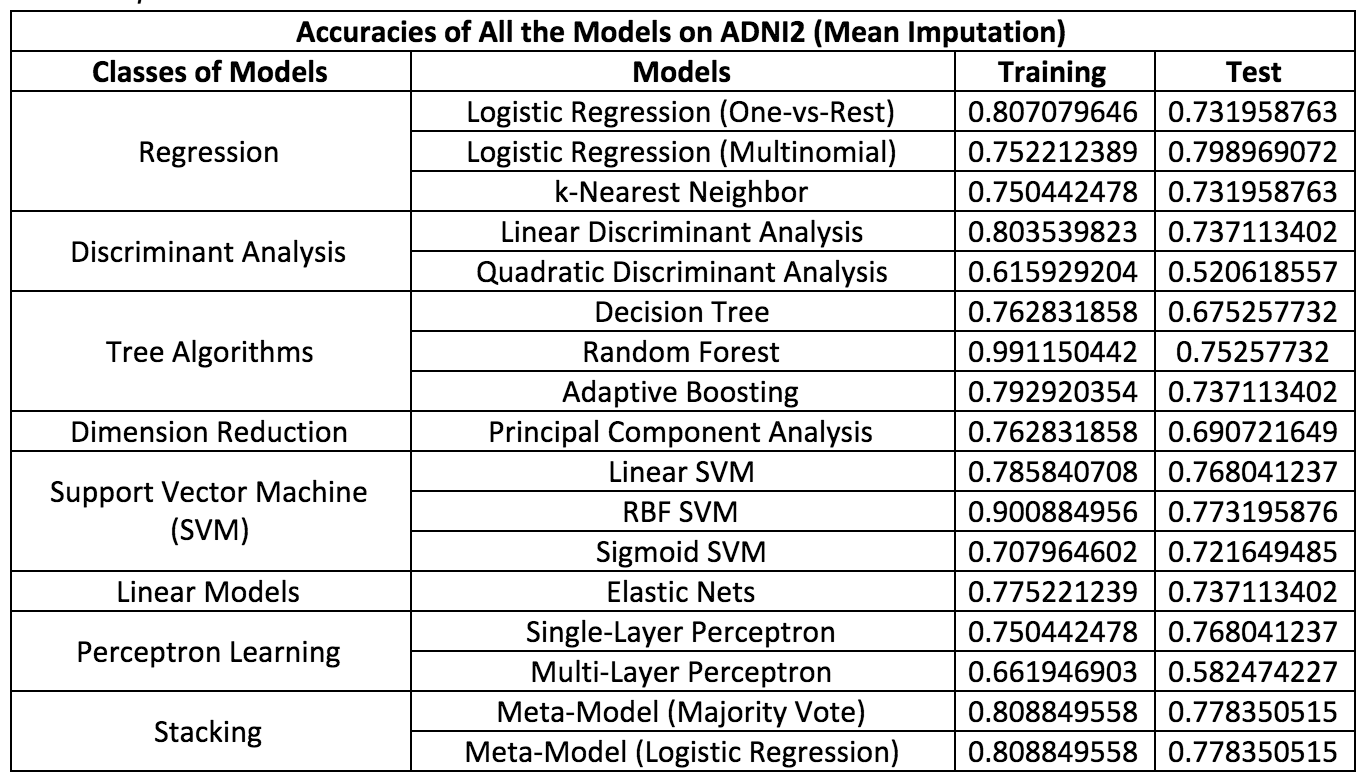 Accuracies of All the Models on ADNI2 (Mean Imputation)
Classes of Models Models Training Test
Regression
Logistic Regression (One-vs-Rest) 0.807079646 0.731958763
Logistic Regression (Multinomial) 0.752212389 0.798969072
k-Nearest Neighbor 0.750442478 0.731958763
Discriminant Analysis
Linear Discriminant Analysis 0.803539823 0.737113402
Quadratic Discriminant Analysis 0.615929204 0.520618557
Tree Algorithms
Decision Tree 0.762831858 0.675257732
Random Forest 0.991150442 0.75257732
Adaptive Boosting 0.792920354 0.737113402
Dimension Reduction Principal Component Analysis 0.762831858 0.690721649
Support Vector Machine
(SVM)
Linear SVM 0.785840708 0.768041237
RBF SVM 0.900884956 0.773195876
Sigmoid SVM 0.707964602 0.721649485
Linear Models Elastic Nets 0.775221239 0.737113402
Perceptron Learning
Single-Layer Perceptron 0.750442478 0.768041237
Multi-Layer Perceptron 0.661946903 0.582474227
Stacking
Meta-Model (Majority Vote) 0.808849558 0.778350515
Meta-Model (Logistic Regression) 0.808849558 0.778350515